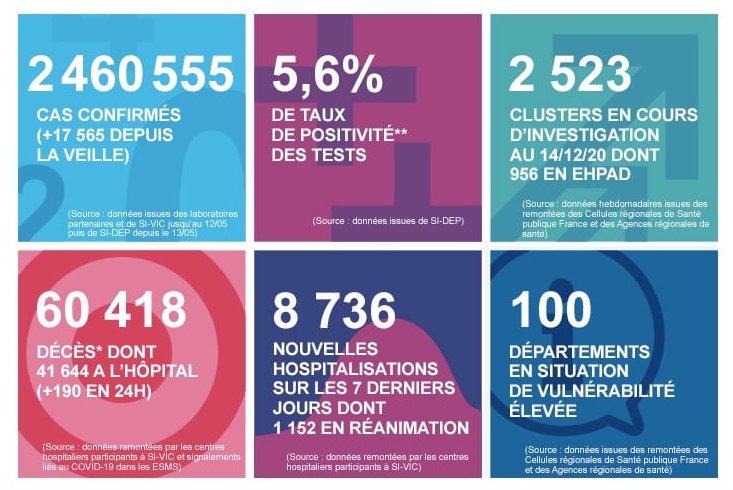 2 460 555
CAS CONFIRMÉS
(+17 565 DEPUIS
LA VEILLE)
(Source : données issues des laboratoires
partenaires et de SI-VIC jusqu'au 12/05
puis de SI-DEP depuis le 13/05)
5,6%
DE TAUX
DE POSITIVITÉ**
DES TESTS
(Source : données issues de SI-DEP)
2 523
CLUSTERS EN COURS
D'INVESTIGATION
AU 14/12/20 DONT
956 EN EHPAD
(Source : données hebdomadaires issues des
remontées des Cellules régionales de Santé
publique France et des Agences régionales de
santé)
60 418
DÉCÈS* DONT
41 644 A L'HÔPITAL
(+190 EN 24H)
(Source : données remontées par les centres
hospitaliers participants à SI-VIC et signalements
liés au COVID-19 dans les ESMS)
8 736
NOUVELLES
HOSPITALISATIONS
SUR LES 7 DERNIERS
JOURS DONT
1 152 EN RÉANIMATION
(Source : données remontées par les centres
hospitaliers participants à SI-VIC)
100
DÉPARTEMENTS
EN SITUATION
DE VULNÉRABILITÉ
ÉLEVÉE
(Source : données issues des remontées des
Cellules régionales de Santé publique France
et des Agences régionales de santé)